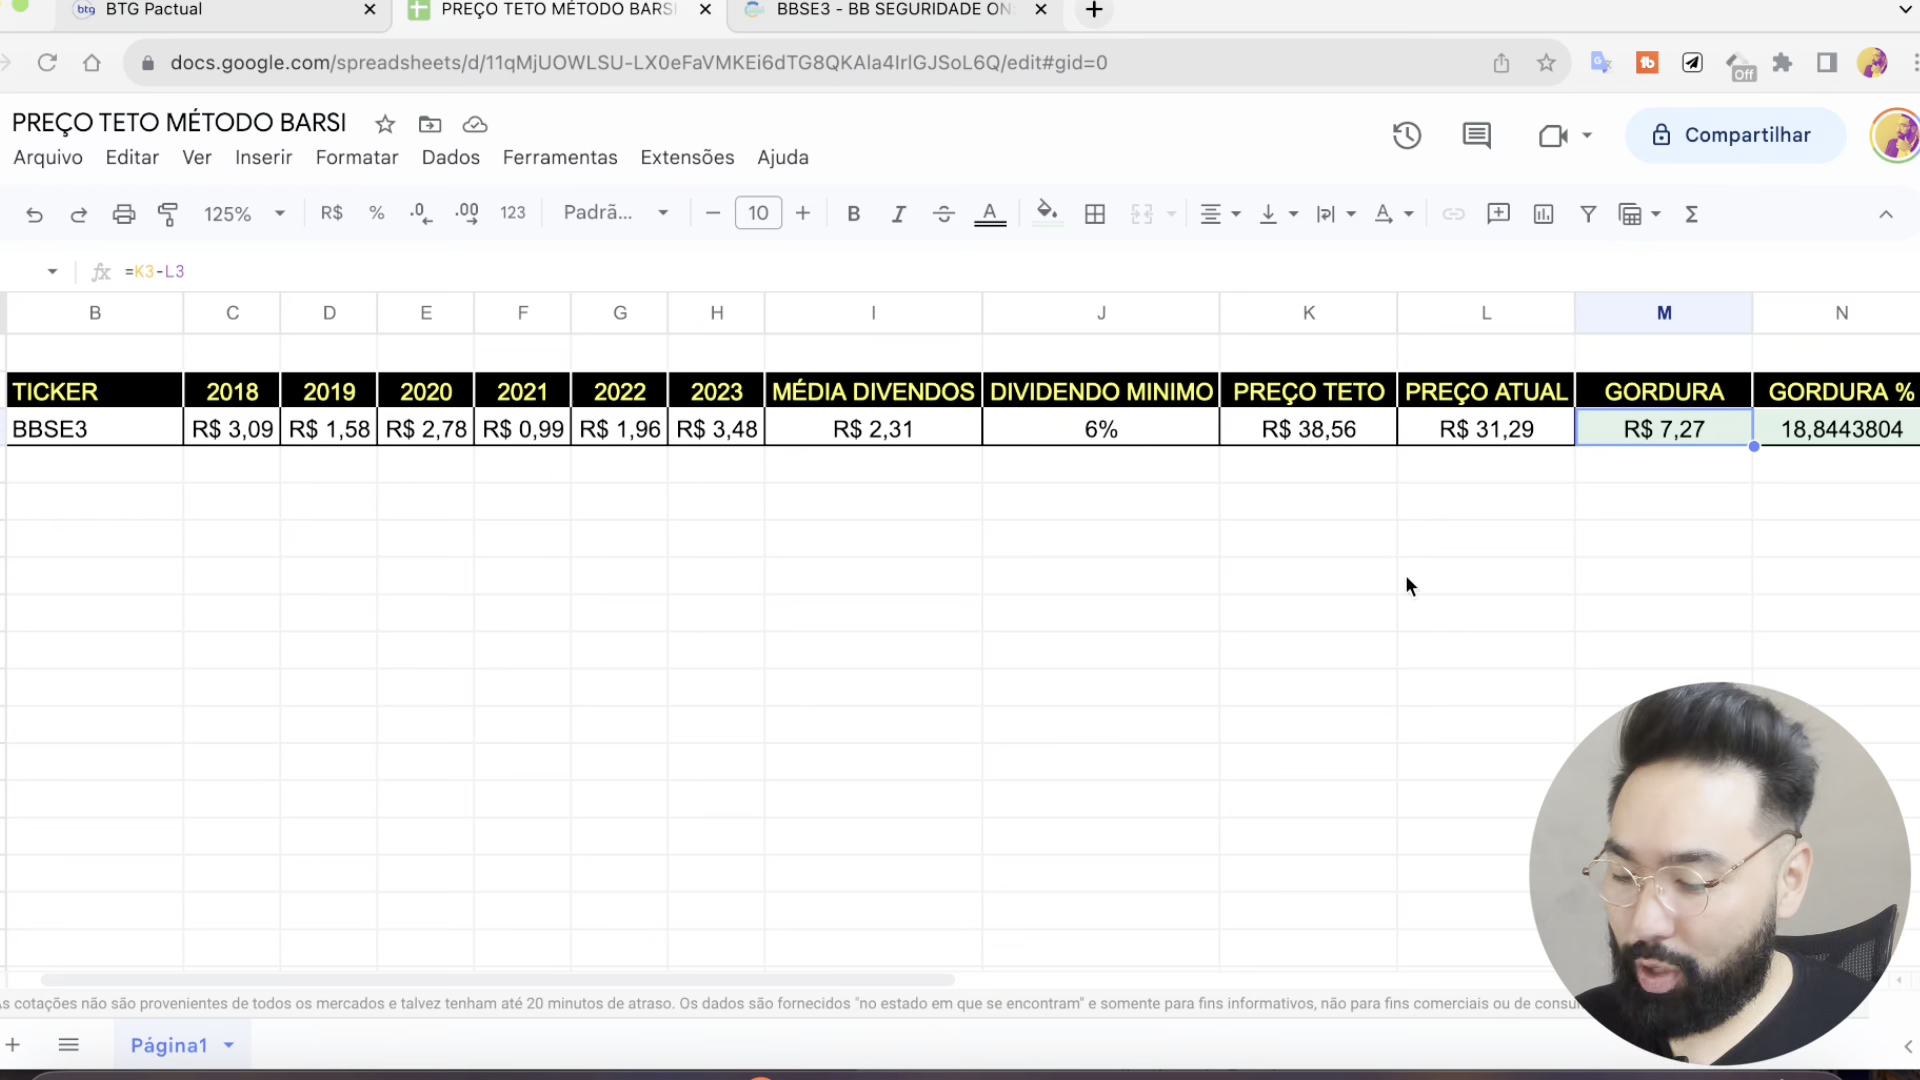 btg BTG Pactual
PREÇO TETO MÉTODO BARSI
BBSE3 - BB SEGURIDADE ON
docs.google.com/spreadsheets/d/11qMjUOWLSU-LX0eFaVMKEi6dTG8QKAla4IrlGJSoL6Q/edit#gid=0
tb
Off
PREÇO TETO MÉTODO BARSI
Compartilhar
Arquivo Editar Ver Inserir Formatar Dados Ferramentas Extensões Ajuda
125% R$ % .0 .00 123 Padrã... 10 B I S A A Σ
fx =K3-L3
B C D E F G H I J K L M N
TICKER 2018 2019 2020 2021 2022 2023 MÉDIA DIVENDOS DIVIDENDO MINIMO PREÇO TETO PREÇO ATUAL GORDURA GORDURA %
BBSE3 R$ 3,09 R$ 1,58 R$ 2,78 R$ 0,99 R$ 1,96 R$ 3,48 R$ 2,31 6% R$ 38,56 R$ 31,29 R$ 7,27 18,8443804
As cotações não são provenientes de todos os mercados e talvez tenham até 20 minutos de atraso. Os dados são fornecidos "no estado em que se encontram" e somente para fins informativos, não para fins comerciais ou de
Página1